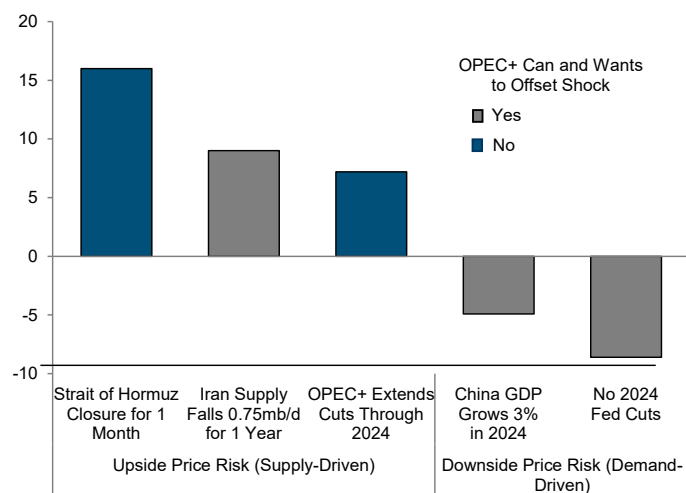 20
15
10
5
0
-5
-10
OPEC+ Can and Wants
to Offset Shock
Yes
No
Strait of Hormuz
Closure for 1
Month
Iran Supply
Falls 0.75mb/d
for 1 Year
OPEC+ Extends
Cuts Through
2024
China GDP
Grows 3%
in 2024
No 2024
Fed Cuts
Upside Price Risk (Supply-Driven)
Downside Price Risk (Demand-
Driven)